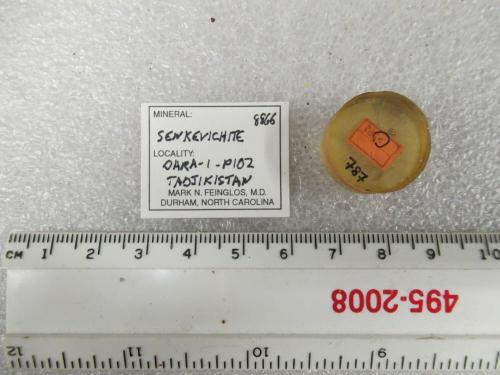 MINERAL: 8866
SENKEVICHITE
LOCALITY:
DARA-I-PIOZ
TADJIKISTAN
MARK N. FEINGLOS, M.D.
DURHAM, NORTH CAROLINA
787
CM 1 2 3 4 5 6 7 8 9 10
495-2008
12 11 10 9